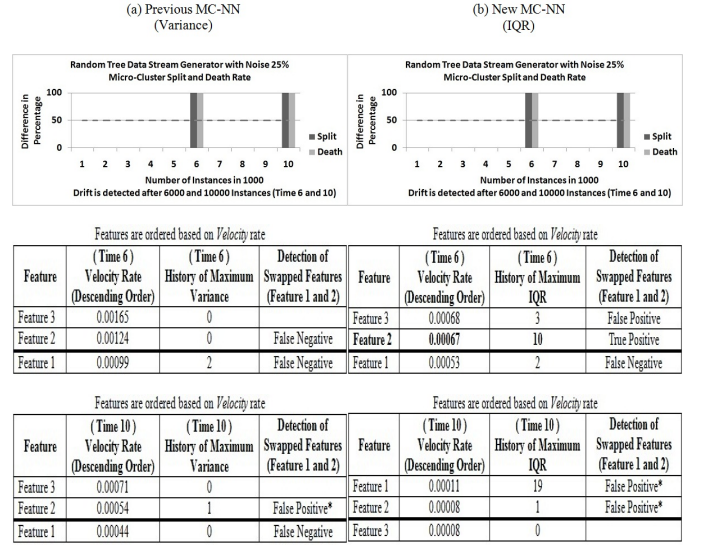 (a) Previous MC-NN
(Variance)
(b) New MC-NN
(IQR)
Random Tree Data Stream Generator with Noise 25%
Micro-Cluster Split and Death Rate
Difference in
Percentage
100
50
0
1 2 3 4 5 6 7 8 9 10
Split
Death
Number of Instances in 1000
Drift is detected after 6000 and 10000 Instances (Time 6 and 10)
Random Tree Data Stream Generator with Noise 25%
Micro-Cluster Split and Death Rate
Difference in
Percentage
100
50
0
1 2 3 4 5 6 7 8 9 10
Split
Death
Number of Instances in 1000
Drift is detected after 6000 and 10000 Instances (Time 6 and 10)
Features are ordered based on Velocity rate
Feature
( Time 6 )
Velocity Rate
(Descending Order)
( Time 6 )
History of Maximum
Variance
Detection of
Swapped Features
(Feature 1 and 2)
Feature 3 0.00165 0
Feature 2 0.00124 0 False Negative
Feature 1 0.00099 2 False Negative
Features are ordered based on Velocity rate
Feature
( Time 6 )
Velocity Rate
(Descending Order)
( Time 6 )
History of Maximum
IQR
Detection of
Swapped Features
(Feature 1 and 2)
Feature 3 0.00068 3 False Positive
Feature 2 0.00067 10 True Positive
Feature 1 0.00053 2 False Negative
Features are ordered based on Velocity rate
Feature
( Time 10 )
Velocity Rate
(Descending Order)
( Time 10 )
History of Maximum
Variance
Detection of
Swapped Features
(Feature 1 and 2)
Feature 3 0.00071 0
Feature 2 0.00054 1 False Positive*
Feature 1 0.00044 0 False Negative
Features are ordered based on Velocity rate
Feature
( Time 10 )
Velocity Rate
(Descending Order)
( Time 10 )
History of Maximum
IQR
Detection of
Swapped Features
(Feature 1 and 2)
Feature 1 0.00011 19 False Positive*
Feature 2 0.00008 1 False Positive*
Feature 3 0.00008 0